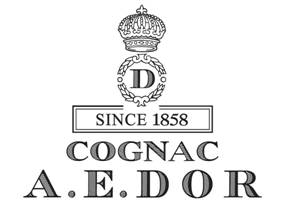 D
SINCE 1858
COGNAC
A.E.DOR